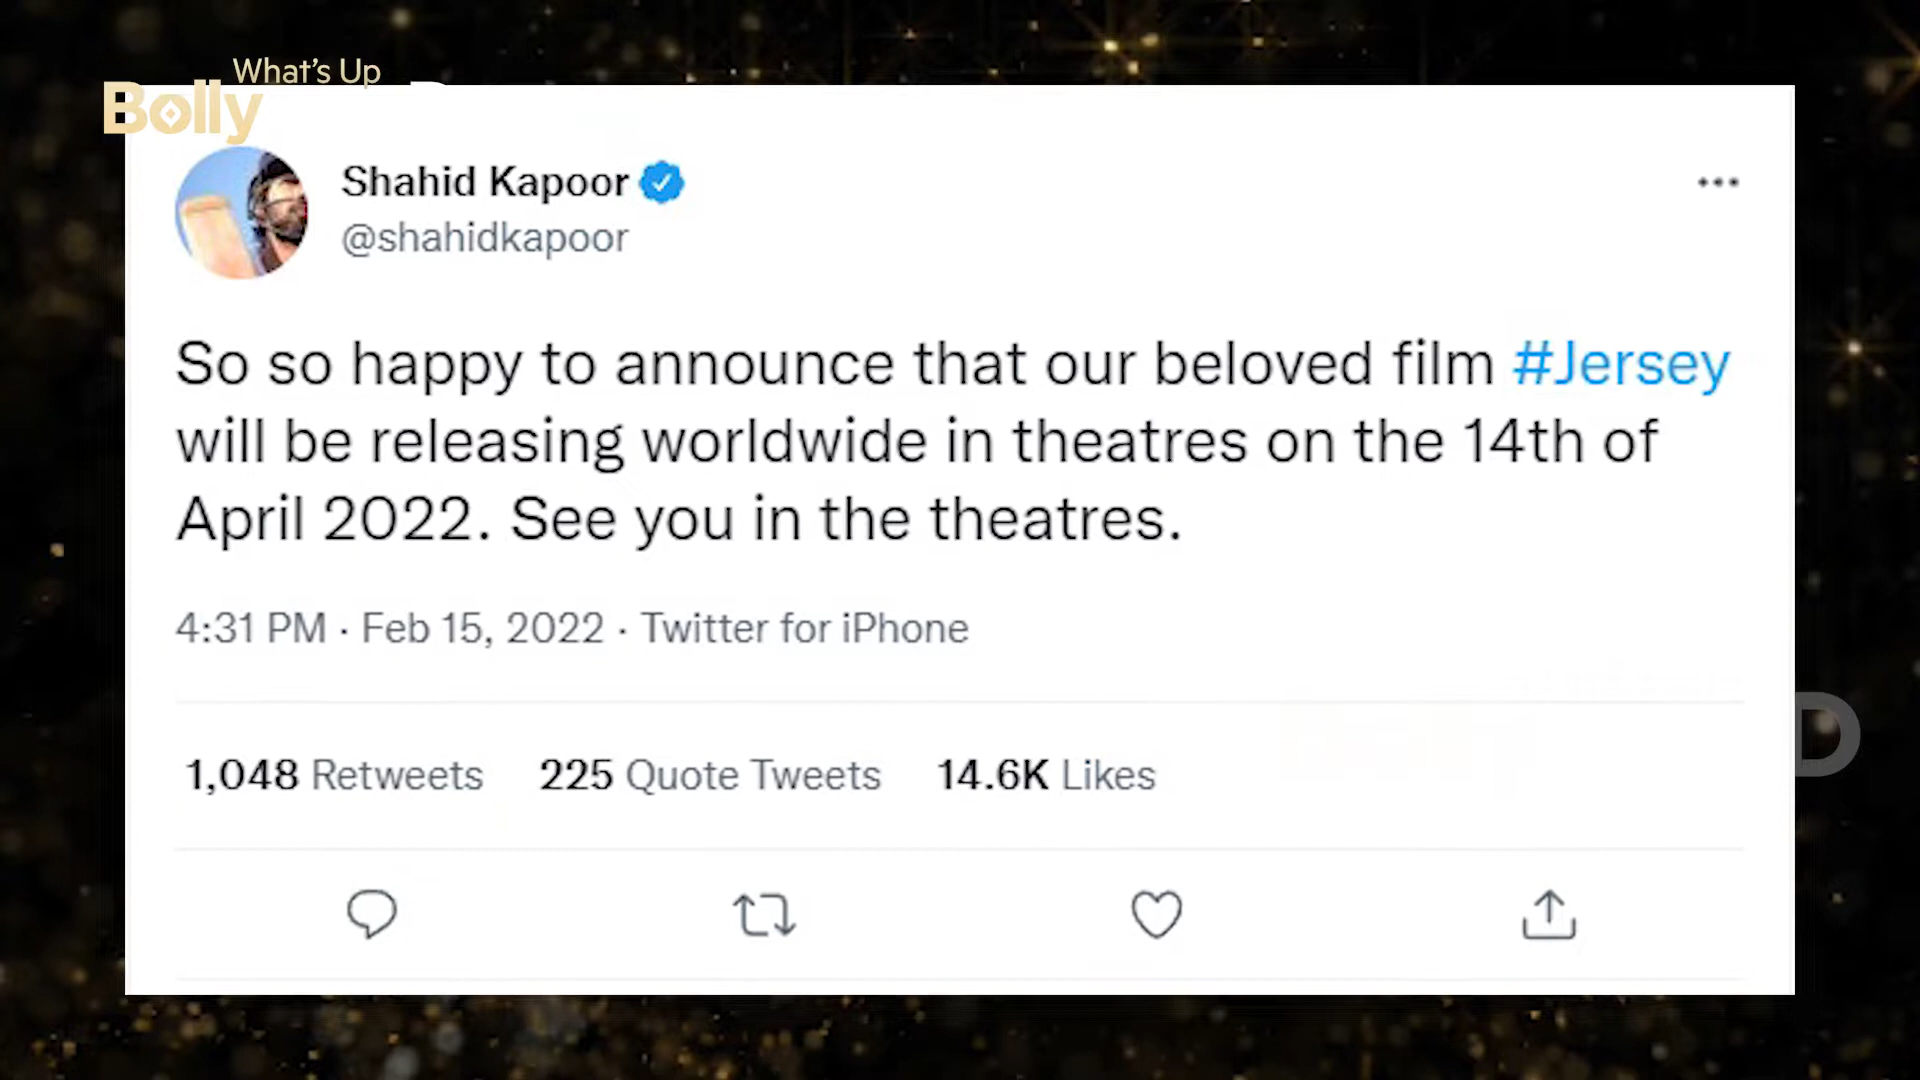 What's Up
Bolly
Shahid Kapoor
@shahidkapoor
So so happy to announce that our beloved film #Jersey
will be releasing worldwide in theatres on the 14th of
April 2022. See you in the theatres.
4:31 PM · Feb 15, 2022 · Twitter for iPhone
1,048 Retweets 225 Quote Tweets 14.6K Likes
D